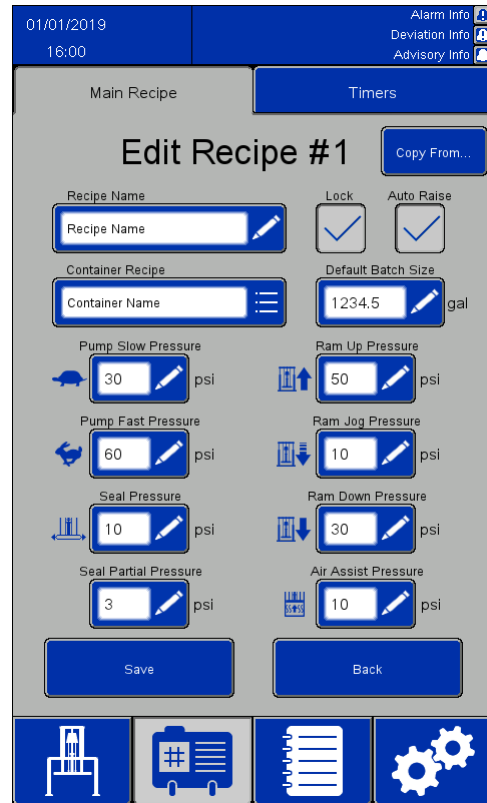 01/01/2019
16:00
Alarm Info
Deviation Info
Advisory Info
Main Recipe
Timers
Edit Recipe #1
Copy From...
Recipe Name
Lock
Auto Raise
Recipe Name
Container Recipe
Default Batch Size
Container Name
1234.5
gal
Pump Slow Pressure
Ram Up Pressure
30
psi
50
psi
Pump Fast Pressure
Ram Jog Pressure
60
psi
10
psi
Seal Pressure
Ram Down Pressure
10
psi
30
psi
Seal Partial Pressure
Air Assist Pressure
3
psi
10
psi
Save
Back
#